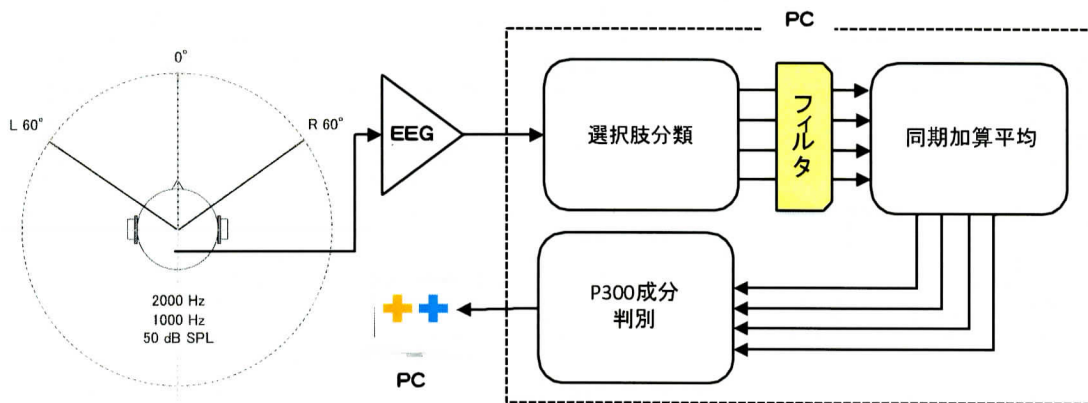 PC
0°
L 60°
R 60°
EEG
選択肢分類
フィルタ
同期加算平均
2000 Hz
1000 Hz
50 dB SPL
P300成分
判別
PC